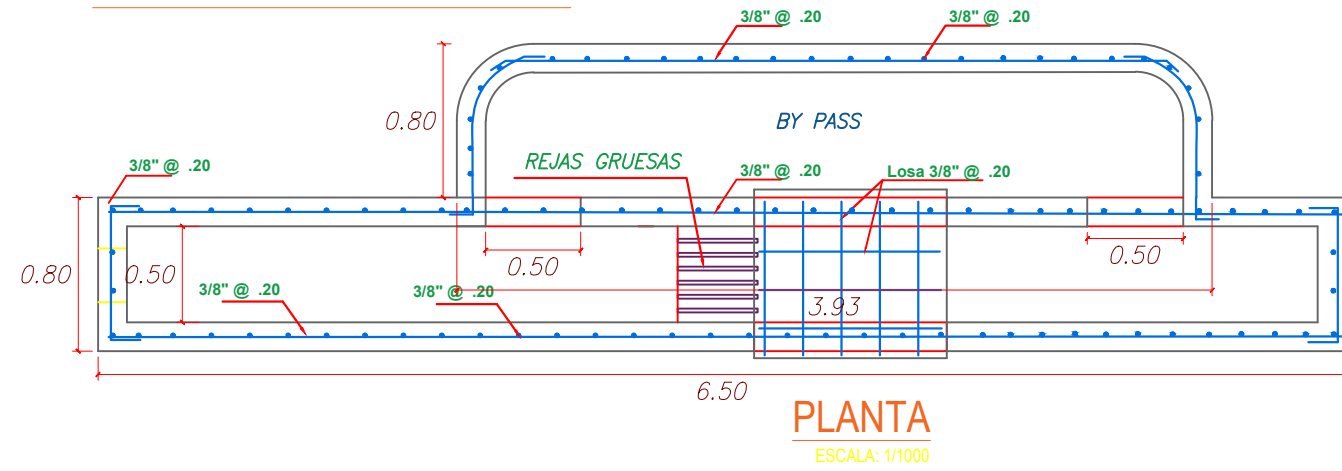 3/8" @ .20
3/8" @ .20
0.80
BY PASS
REJAS GRUESAS
3/8" @ .20
3/8" @ .20
Losa 3/8" @ .20
0.80
0.50
0.50
0.50
3/8" @ .20
3/8" @ .20
3.93
6.50
PLANTA
ESCALA: 1/1000